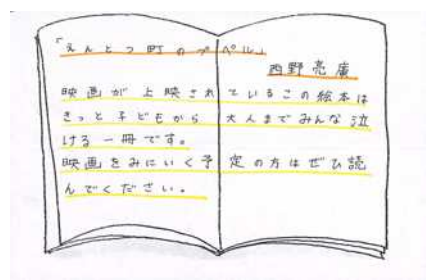 「えんとつ町のプペル」
西野亮廣
映画が上映されているこの絵本は
きっと子どもから大人までみんな泣
ける一冊です。
映画をみにいく予定の方はぜひ読
んでください。